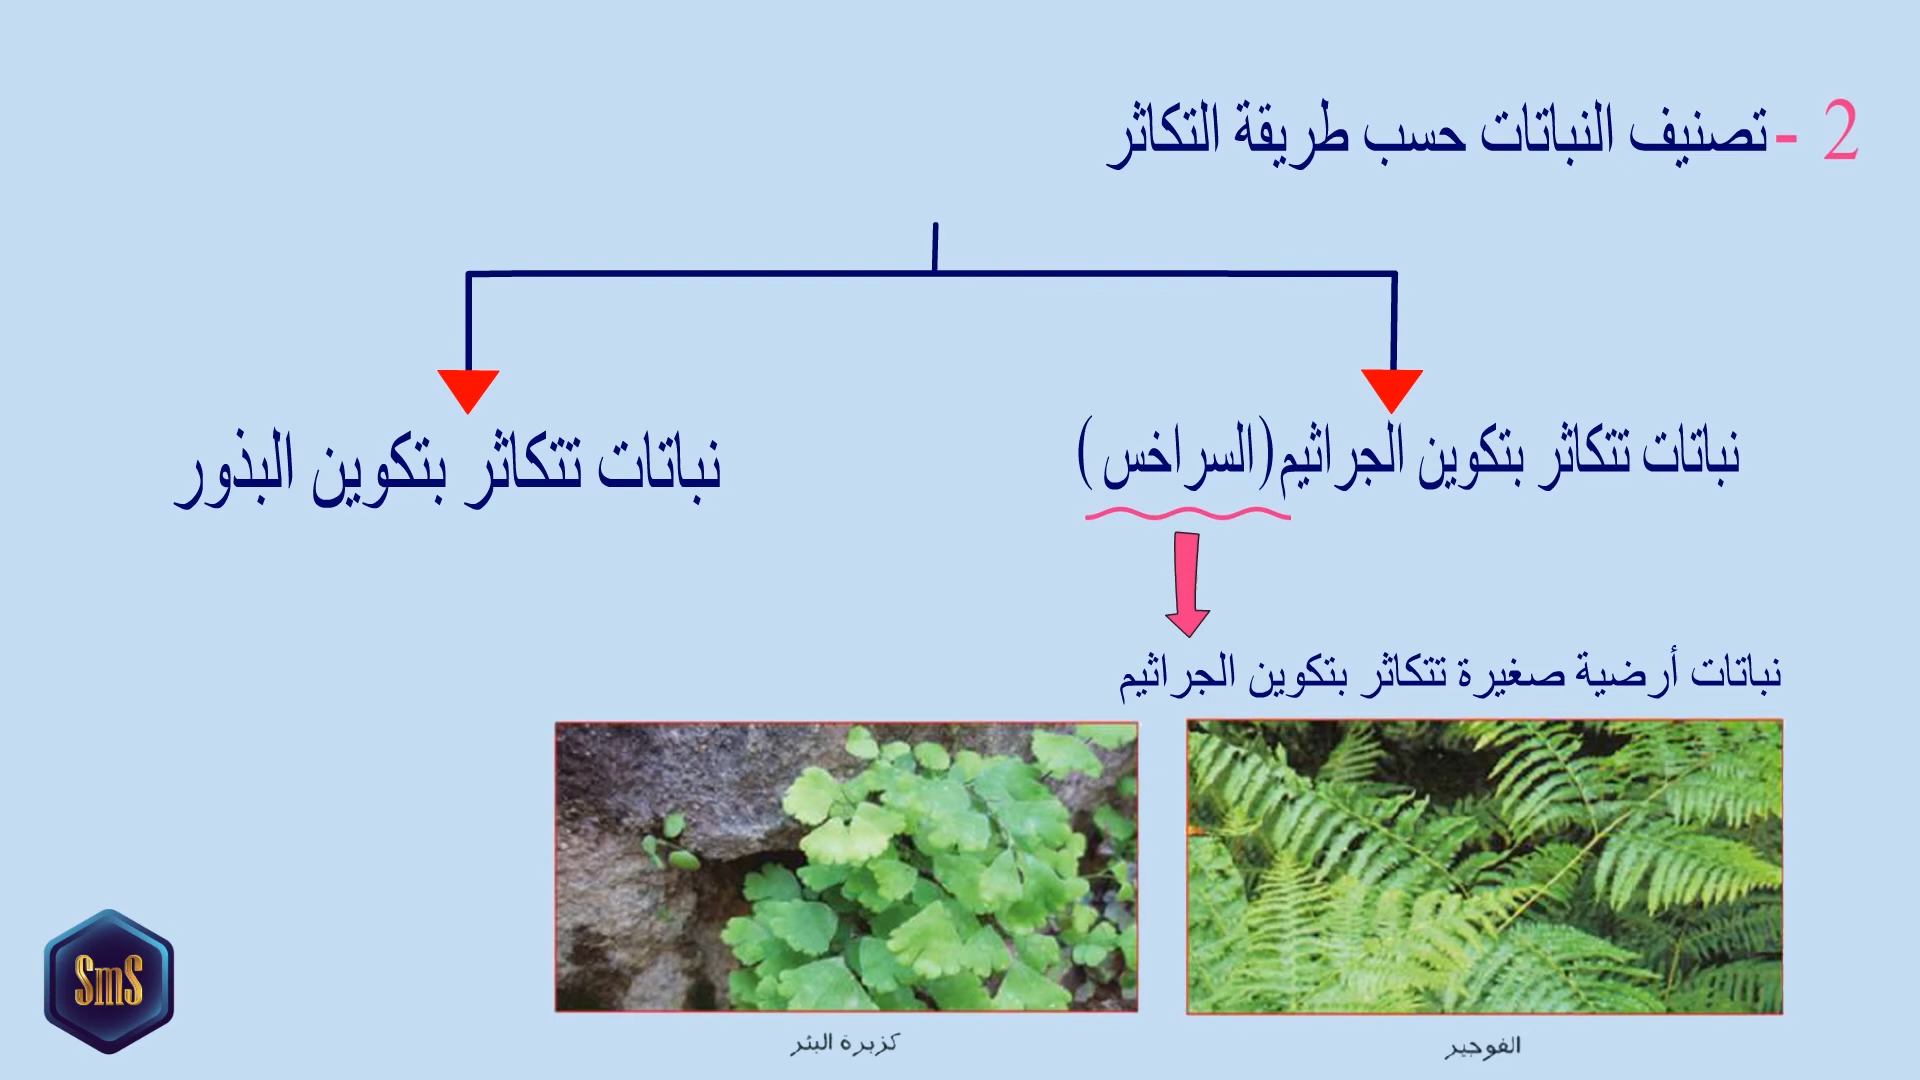 2 - تصنيف النباتات حسب طريقة التكاثر
نباتات تتكاثر بتكوين الجراثيم(السراخس )
نباتات تتكاثر بتكوين البذور
نباتات أرضية صغيرة تتكاثر بتكوين الجراثيم
الفوجير
كزبرة البئر
SmS